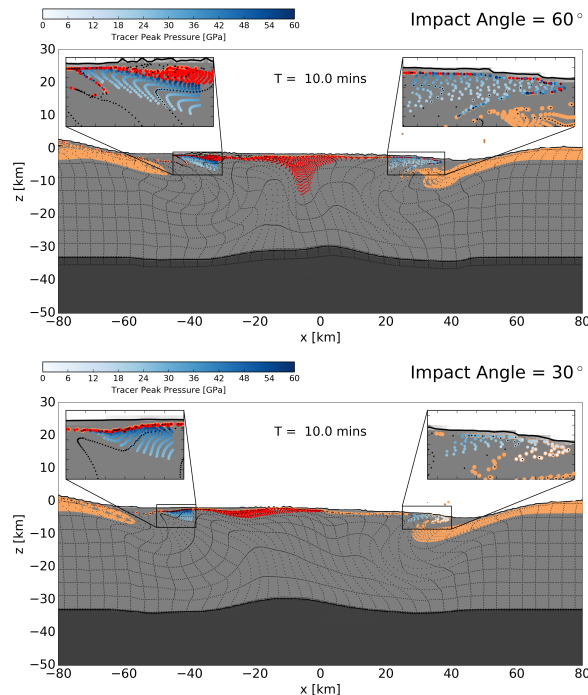 0 6 12 18 24 30 36 42 48 54 60
Tracer Peak Pressure [GPa]
Impact Angle = 60°
T = 10.0 mins
30
20
10
0
−10
−20
−30
−40
−50
z [km]
−80 −60 −40 −20 0 20 40 60 80
x [km]
0 6 12 18 24 30 36 42 48 54 60
Tracer Peak Pressure [GPa]
Impact Angle = 30°
T = 10.0 mins
30
20
10
0
−10
−20
−30
−40
−50
z [km]
−80 −60 −40 −20 0 20 40 60 80
x [km]